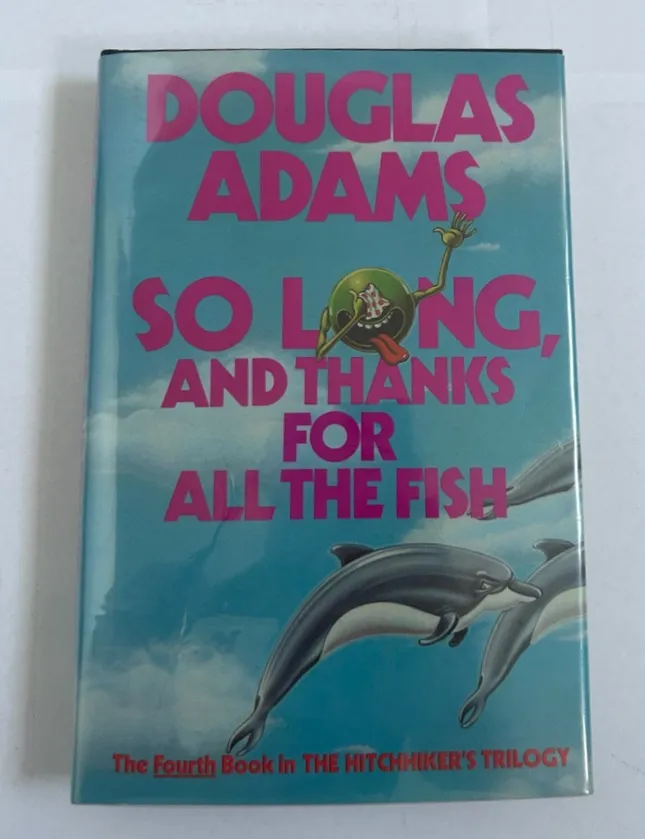 DOUGLAS
ADAMS
SO LONG,
AND THANKS
FOR
ALL THE FISH
The Fourth Book in THE HITCHHIKER'S TRILOGY